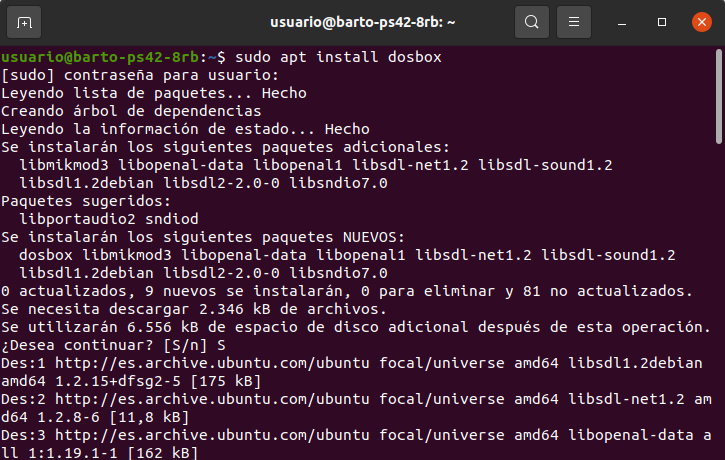 usuario@barto-ps42-8rb: ~
usuario@barto-ps42-8rb:~$ sudo apt install dosbox
[sudo] contraseña para usuario:
Leyendo lista de paquetes... Hecho
Creando árbol de dependencias
Leyendo la información de estado... Hecho
Se instalarán los siguientes paquetes adicionales:
  libmikmod3 libopenal-data libopenal1 libsdl-net1.2 libsdl-sound1.2
  libsdl1.2debian libsdl2-2.0-0 libsndio7.0
Paquetes sugeridos:
  libportaudio2 sndiod
Se instalarán los siguientes paquetes NUEVOS:
  dosbox libmikmod3 libopenal-data libopenal1 libsdl-net1.2 libsdl-sound1.2
  libsdl1.2debian libsdl2-2.0-0 libsndio7.0
0 actualizados, 9 nuevos se instalarán, 0 para eliminar y 81 no actualizados.
Se necesita descargar 2.346 kB de archivos.
Se utilizarán 6.556 kB de espacio de disco adicional después de esta operación.
¿Desea continuar? [S/n] S
Des:1 http://es.archive.ubuntu.com/ubuntu focal/universe amd64 libsdl1.2debian
amd64 1.2.15+dfsg2-5 [175 kB]
Des:2 http://es.archive.ubuntu.com/ubuntu focal/universe amd64 libsdl-net1.2 am
d64 1.2.8-6 [11,8 kB]
Des:3 http://es.archive.ubuntu.com/ubuntu focal/universe amd64 libopenal-data a
ll 1:1.19.1-1 [162 kB]